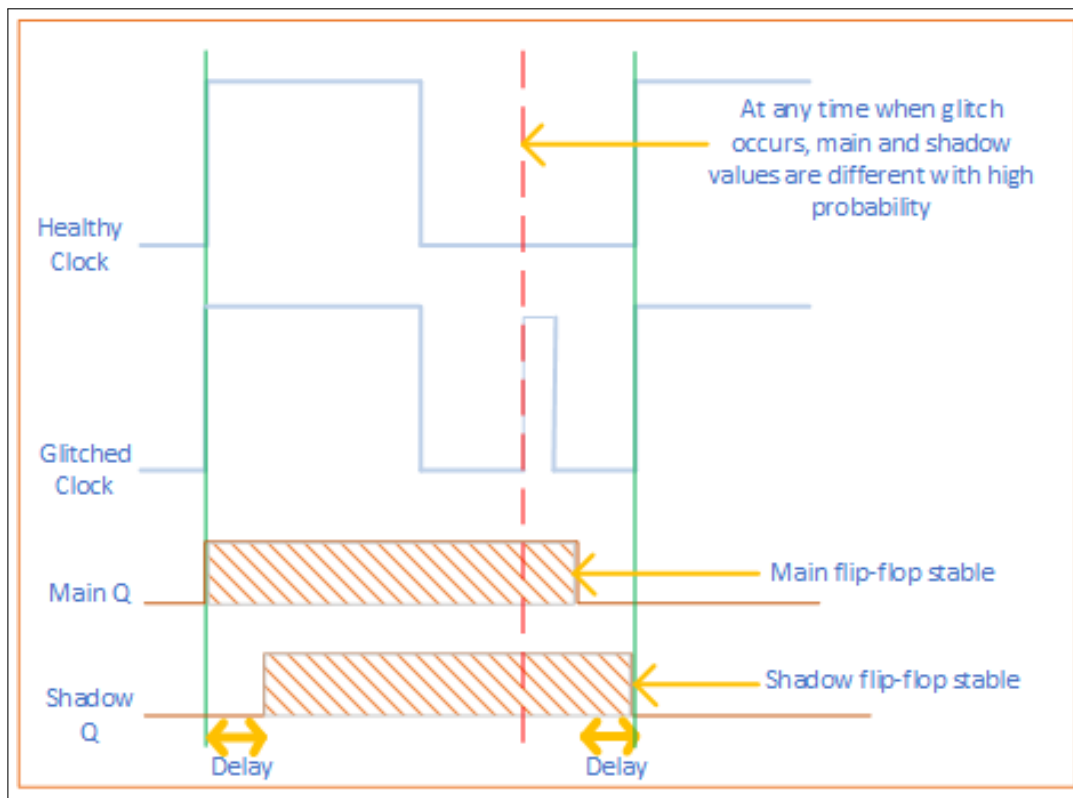 At any time when glitch
occurs, main and shadow
values are different with high
probability
Healthy
Clock
Glitched
Clock
Main Q
Main flip-flop stable
Shadow
Q
Shadow flip-flop stable
Delay
Delay